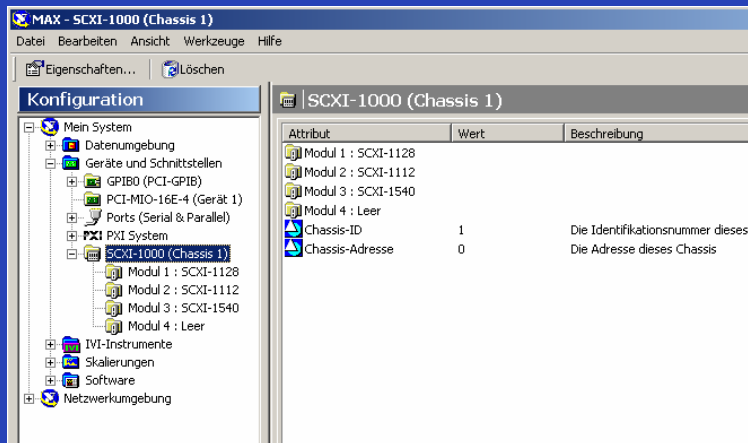 MAX - SCXI-1000 (Chassis 1)
Datei Bearbeiten Ansicht Werkzeuge Hilfe
Eigenschaften... Löschen
Konfiguration
Mein System
Datenumgebung
Geräte und Schnittstellen
GPIB0 (PCI-GPIB)
PCI-MIO-16E-4 (Gerät 1)
Ports (Serial & Parallel)
PXI PXI System
SCXI-1000 (Chassis 1)
Modul 1 : SCXI-1128
Modul 2 : SCXI-1112
Modul 3 : SCXI-1540
Modul 4 : Leer
IVI-Instrumente
Skalierungen
Software
Netzwerkumgebung
SCXI-1000 (Chassis 1)
Attribut Wert Beschreibung
Modul 1 : SCXI-1128
Modul 2 : SCXI-1112
Modul 3 : SCXI-1540
Modul 4 : Leer
Chassis-ID 1 Die Identifikationsnummer dieses
Chassis-Adresse 0 Die Adresse dieses Chassis